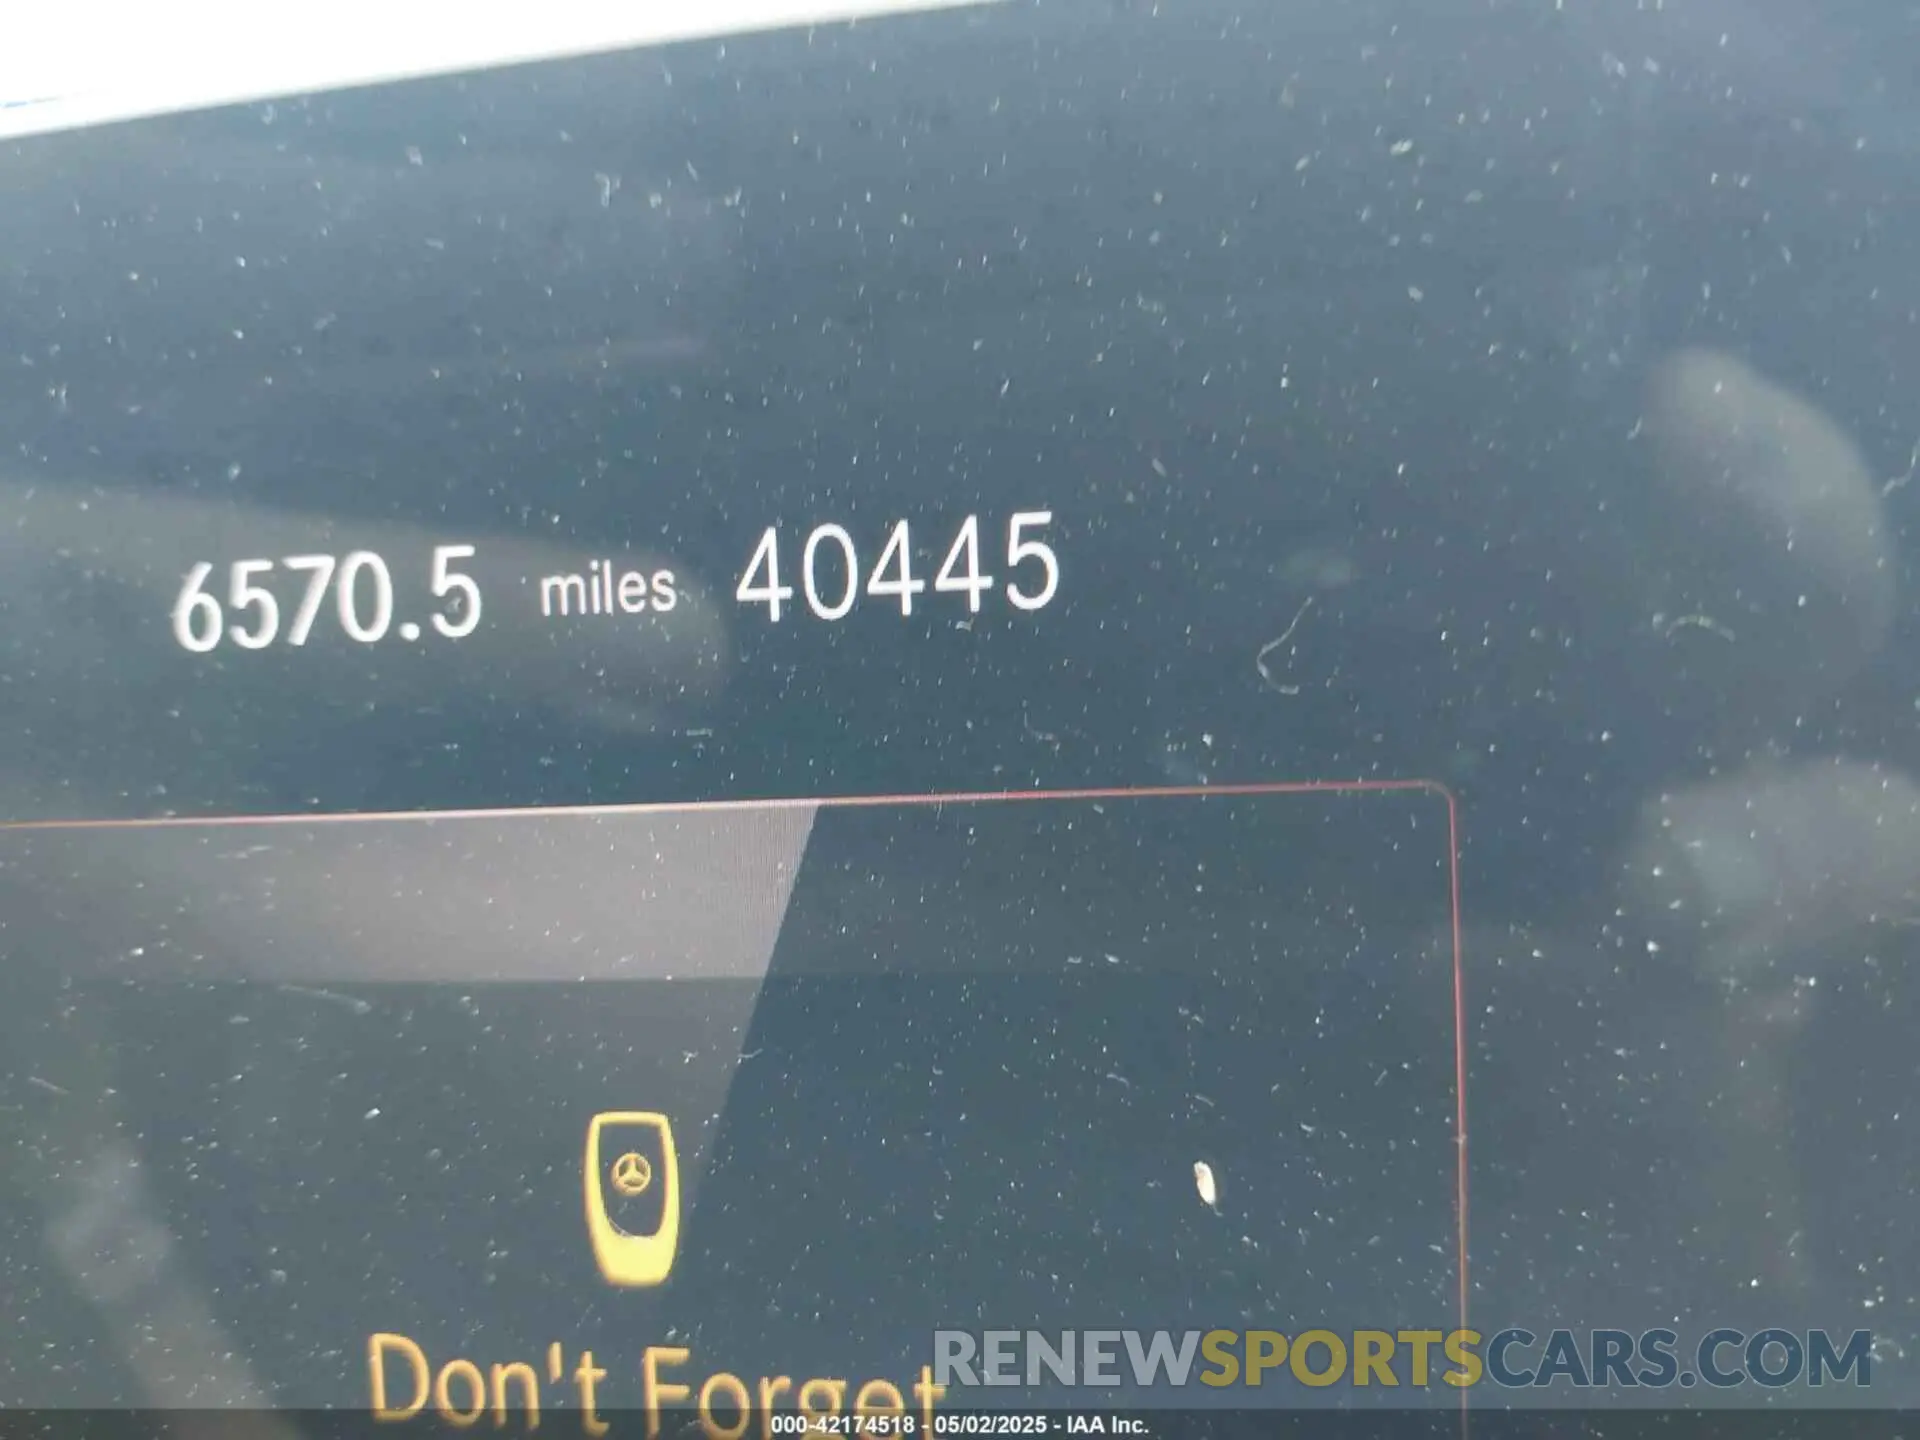 6570.5 miles 40445
Don't Forget
RENEWSPORTSCARS.COM
000-42174518 - 05/02/2025 - IAA Inc.